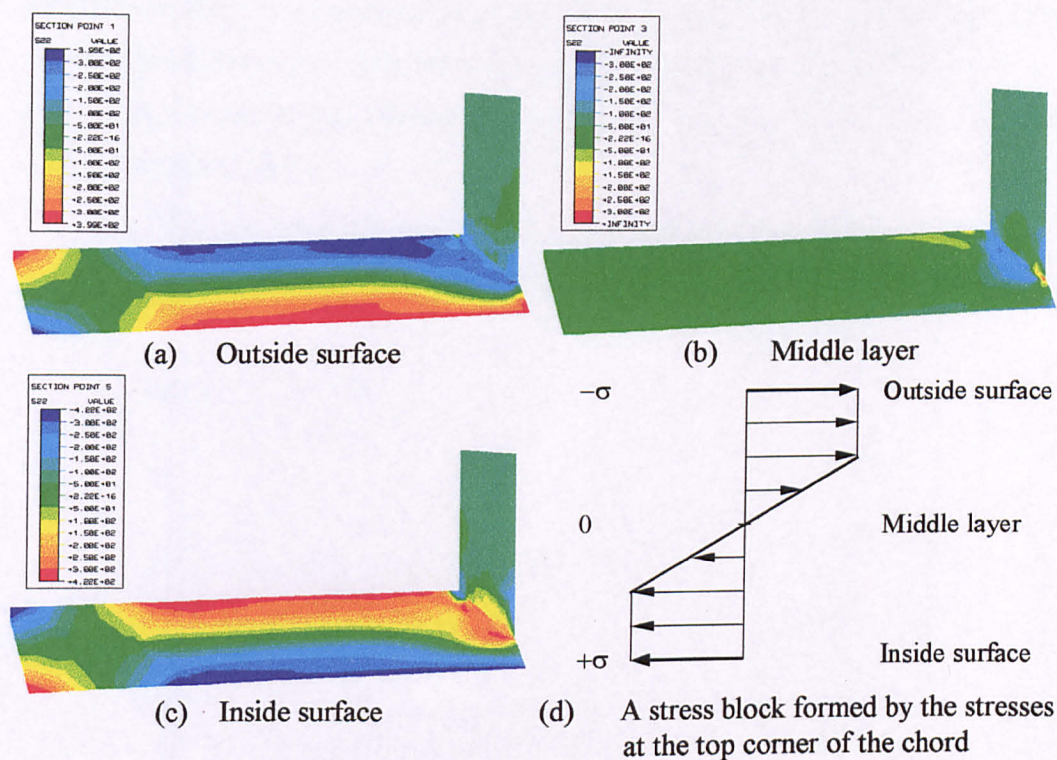 SECTION POINT 1
S22 VALUE
-3.95E+02
-3.00E+02
-2.50E+02
-2.00E+02
-1.50E+02
-1.00E+02
-5.00E+01
+2.22E-16
+5.00E+01
+1.00E+02
+1.50E+02
+2.00E+02
+2.50E+02
+3.00E+02
+3.99E+02
(a) Outside surface
SECTION POINT 3
S22 VALUE
-INFINITY
-3.00E+02
-2.50E+02
-2.00E+02
-1.50E+02
-1.00E+02
-5.00E+01
+2.22E-16
+5.00E+01
+1.00E+02
+1.50E+02
+2.00E+02
+2.50E+02
+3.00E+02
+INFINITY
(b) Middle layer
SECTION POINT 5
S22 VALUE
-4.22E+02
-3.00E+02
-2.50E+02
-2.00E+02
-1.50E+02
-1.00E+02
-5.00E+01
+2.22E-16
+5.00E+01
+1.00E+02
+1.50E+02
+2.00E+02
+2.50E+02
+3.00E+02
+4.22E+02
(c) Inside surface
−σ Outside surface
0 Middle layer
+σ Inside surface
(d) A stress block formed by the stresses
at the top corner of the chord